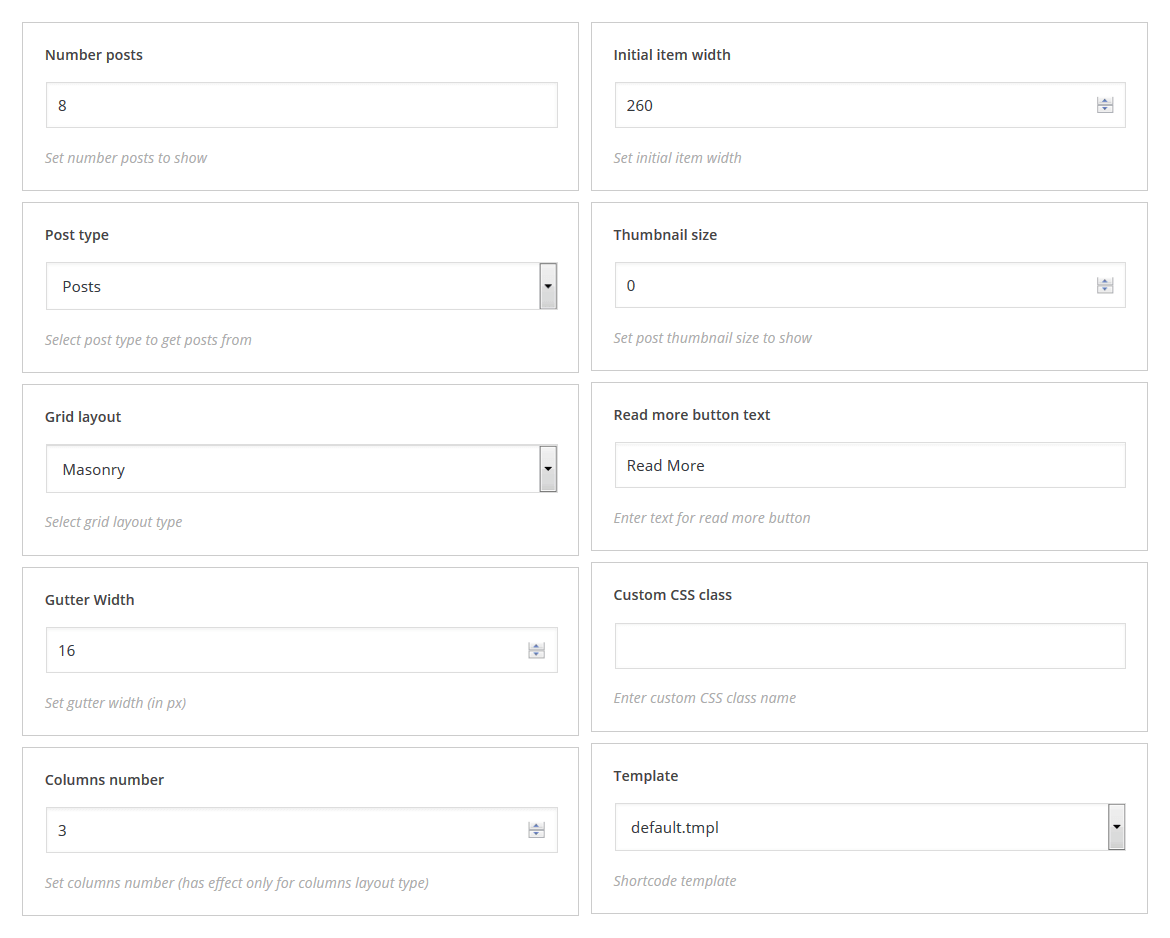 Number posts
8
Set number posts to show
Post type
Posts
Select post type to get posts from
Grid layout
Masonry
Select grid layout type
Gutter Width
16
Set gutter width (in px)
Columns number
3
Set columns number (has effect only for columns layout type)
Initial item width
260
Set initial item width
Thumbnail size
0
Set post thumbnail size to show
Read more button text
Read More
Enter text for read more button
Custom CSS class
Enter custom CSS class name
Template
default.tmpl
Shortcode template